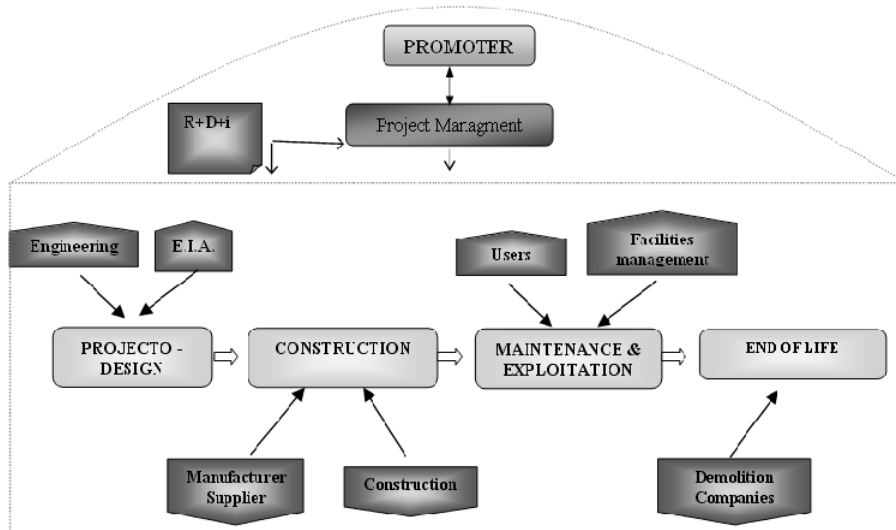 PROMOTER
R+D+i
Project Managment
Engineering
E.I.A.
Users
Facilities
management
PROJECTO -
DESIGN
CONSTRUCTION
MAINTENANCE &
EXPLOITATION
END OF LIFE
Manufacturer
Supplier
Construction
Demolition
Companies